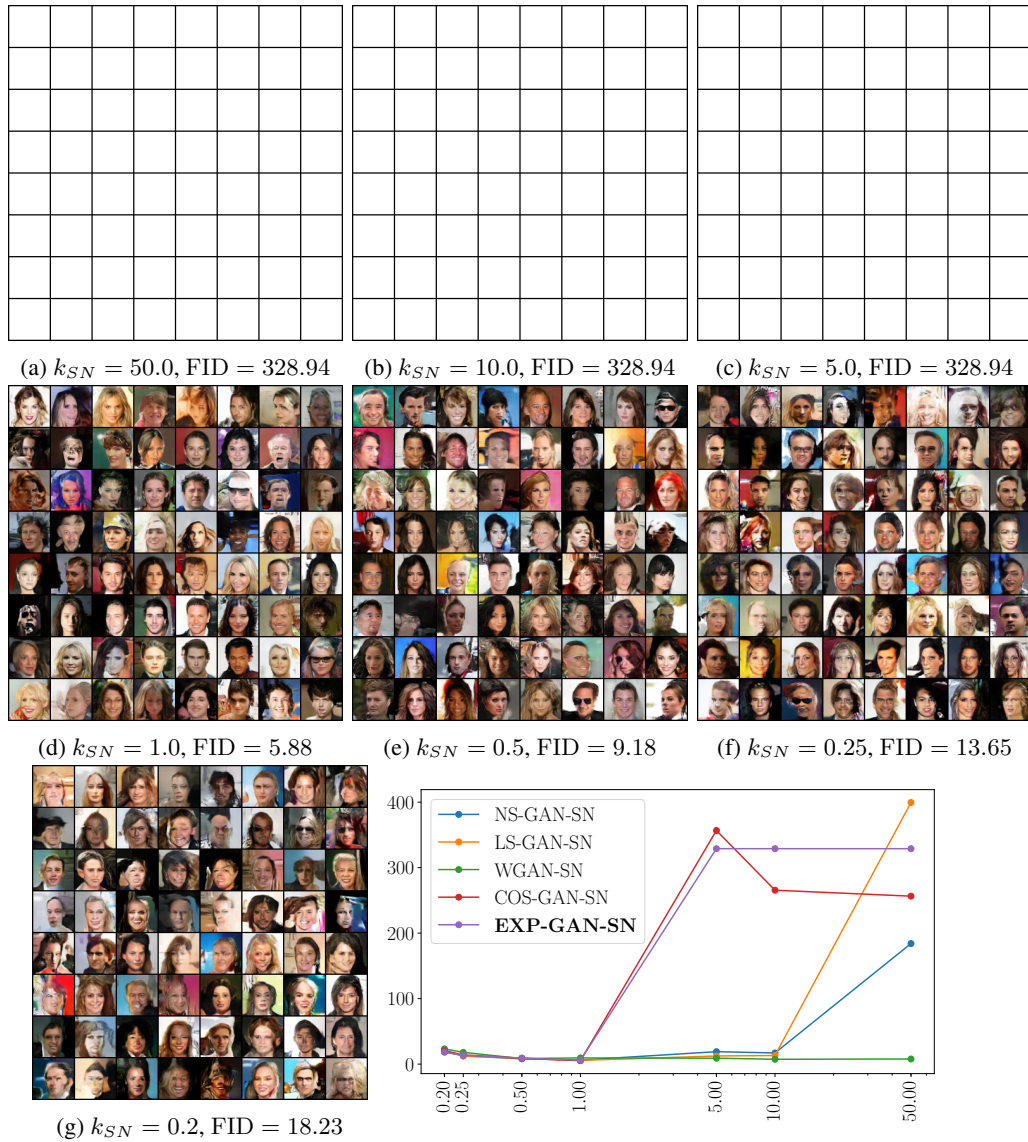 (a) k_SN = 50.0, FID = 328.94
(b) k_SN = 10.0, FID = 328.94
(c) k_SN = 5.0, FID = 328.94
(d) k_SN = 1.0, FID = 5.88
(e) k_SN = 0.5, FID = 9.18
(f) k_SN = 0.25, FID = 13.65
(g) k_SN = 0.2, FID = 18.23
400
300
200
100
0
NS-GAN-SN
LS-GAN-SN
WGAN-SN
COS-GAN-SN
EXP-GAN-SN
0.20
0.25
0.50
1.00
5.00
10.00
50.00